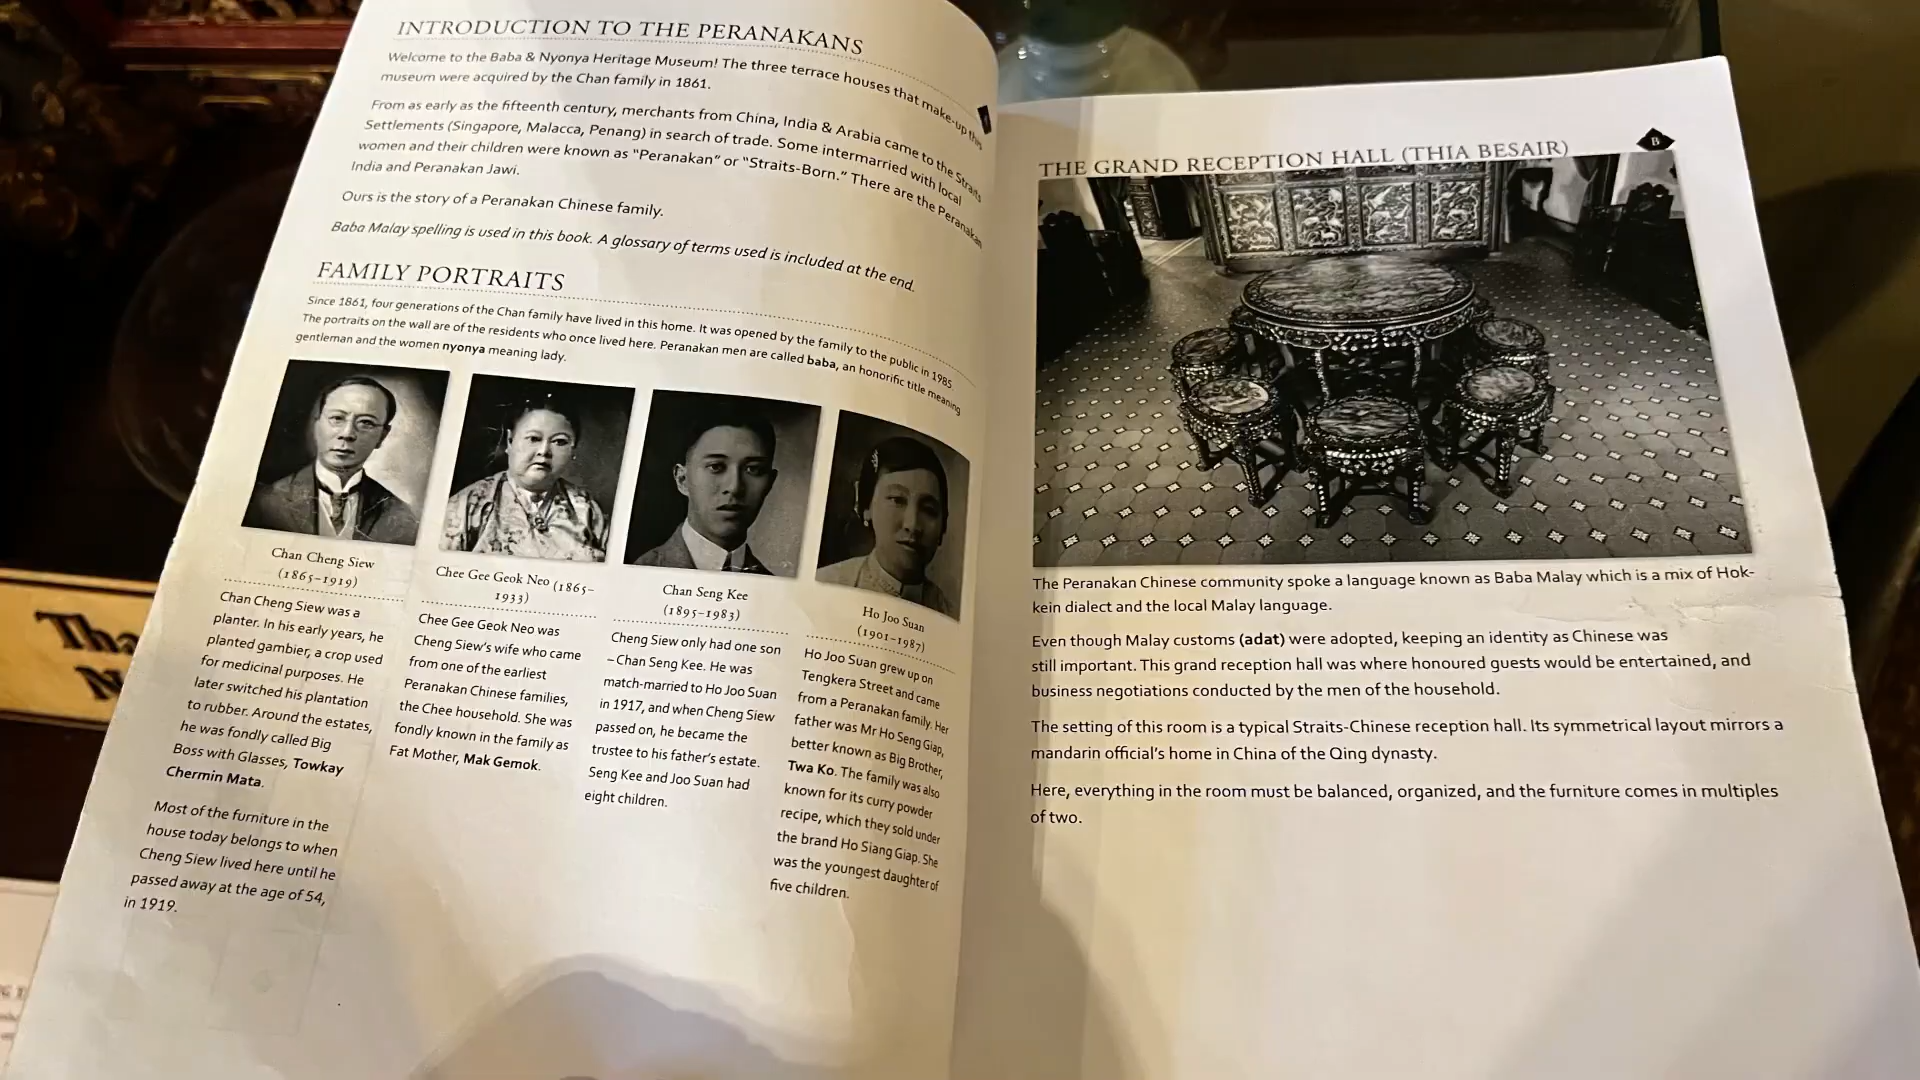 INTRODUCTION TO THE PERANAKANS
Welcome to the Baba & Nyonya Heritage Museum! The three terrace houses that make-up this
museum were acquired by the Chan family in 1861.
From as early as the fifteenth century, merchants from China, India & Arabia came to the Straits
Settlements (Singapore, Malacca, Penang) in search of trade. Some intermarried with local
women and their children were known as "Peranakan" or "Straits-Born." There are the Peranakan
India and Peranakan Jawi.
Ours is the story of a Peranakan Chinese family.
Baba Malay spelling is used in this book. A glossary of terms used is included at the end.
FAMILY PORTRAITS
Since 1861, four generations of the Chan family have lived in this home. It was opened by the family to the public in 1985.
The portraits on the wall are of the residents who once lived here. Peranakan men are called baba, an honorific title meaning
gentleman and the women nyonya meaning lady.
Chan Cheng Siew
(1865-1919)
Chan Cheng Siew was a
planter. In his early years, he
planted gambier, a crop used
for medicinal purposes. He
later switched his plantation
to rubber. Around the estates,
he was fondly called Big
Boss with Glasses, Towkay
Chermin Mata.
Most of the furniture in the
house today belongs to when
Cheng Siew lived here until he
passed away at the age of 54,
in 1919.
Chee Gee Geok Neo (1865-
1933)
Chee Gee Geok Neo was
Cheng Siew's wife who came
from one of the earliest
Peranakan Chinese families,
the Chee household. She was
fondly known in the family as
Fat Mother, Mak Gemok.
Chan Seng Kee
(1895-1983)
Cheng Siew only had one son
– Chan Seng Kee. He was
match-married to Ho Joo Suan
in 1917, and when Cheng Siew
passed on, he became the
trustee to his father's estate.
Seng Kee and Joo Suan had
eight children.
Ho Joo Suan
(1901-1987)
Ho Joo Suan grew up on
Tengkera Street and came
from a Peranakan family. Her
father was Mr Ho Seng Giap,
better known as Big Brother,
Twa Ko. The family was also
known for its curry powder
recipe, which they sold under
the brand Ho Siang Giap. She
was the youngest daughter of
five children.
B
THE GRAND RECEPTION HALL (THIA BESAIR)
The Peranakan Chinese community spoke a language known as Baba Malay which is a mix of Hok-
kein dialect and the local Malay language.
Even though Malay customs (adat) were adopted, keeping an identity as Chinese was
still important. This grand reception hall was where honoured guests would be entertained, and
business negotiations conducted by the men of the household.
The setting of this room is a typical Straits-Chinese reception hall. Its symmetrical layout mirrors a
mandarin official's home in China of the Qing dynasty.
Here, everything in the room must be balanced, organized, and the furniture comes in multiples
of two.